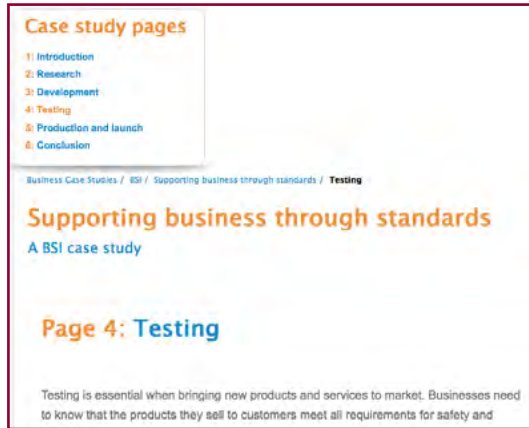 Case study pages
1: Introduction
2: Research
3: Development
4: Testing
5: Production and launch
6: Conclusion
Business Case Studies / BSI / Supporting business through standards / Testing
Supporting business through standards
A BSI case study
Page 4: Testing
Testing is essential when bringing new products and services to market. Businesses need
to know that the products they sell to customers meet all requirements for safety and